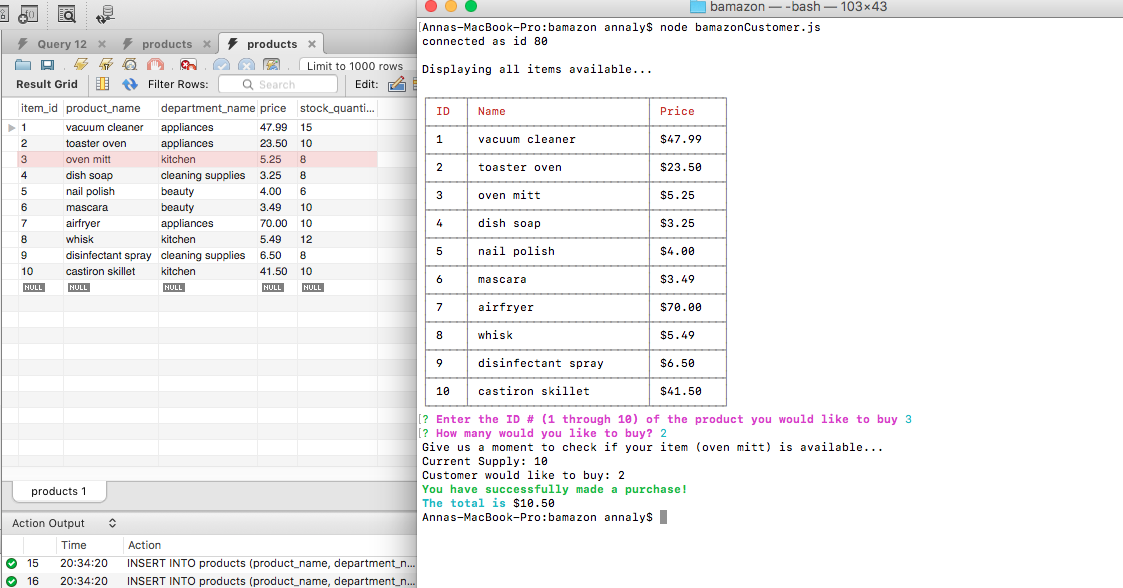 Query 12
products
products
Limit to 1000 rows
Result Grid
Filter Rows:
Search
Edit:
item_id product_name department_name price stock_quanti...
1 vacuum cleaner appliances 47.99 15
2 toaster oven appliances 23.50 10
3 oven mitt kitchen 5.25 8
4 dish soap cleaning supplies 3.25 8
5 nail polish beauty 4.00 6
6 mascara beauty 3.49 10
7 airfryer appliances 70.00 10
8 whisk kitchen 5.49 12
9 disinfectant spray cleaning supplies 6.50 8
10 castiron skillet kitchen 41.50 10
NULL NULL NULL NULL NULL
products 1
Action Output
Time Action
15 20:34:20 INSERT INTO products (product_name, department_n...
16 20:34:20 INSERT INTO products (product_name, department_n...
bamazon — -bash — 103×43
[Annas-MacBook-Pro:bamazon annaly$ node bamazonCustomer.js
connected as id 80
Displaying all items available...
ID Name Price
1 vacuum cleaner $47.99
2 toaster oven $23.50
3 oven mitt $5.25
4 dish soap $3.25
5 nail polish $4.00
6 mascara $3.49
7 airfryer $70.00
8 whisk $5.49
9 disinfectant spray $6.50
10 castiron skillet $41.50
[? Enter the ID # (1 through 10) of the product you would like to buy 3
[? How many would you like to buy? 2
Give us a moment to check if your item (oven mitt) is available...
Current Supply: 10
Customer would like to buy: 2
You have successfully made a purchase!
The total is $10.50
Annas-MacBook-Pro:bamazon annaly$